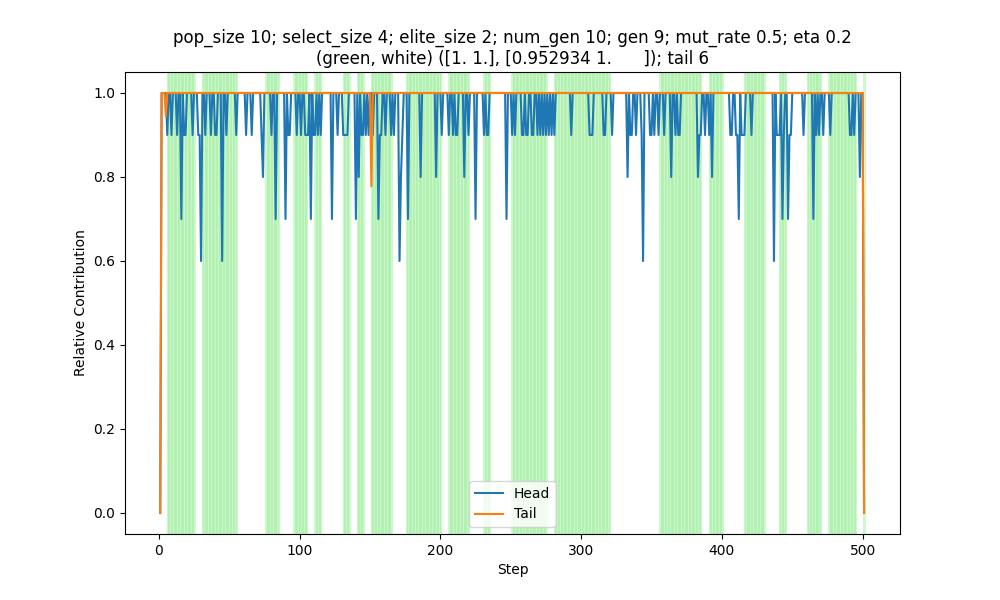 pop_size 10; select_size 4; elite_size 2; num_gen 10; gen 9; mut_rate 0.5; eta 0.2
(green, white) ([1. 1.], [0.952934 1.      ]); tail 6
1.0
0.8
0.6
0.4
0.2
0.0
Relative Contribution
Head
Tail
0
100
200
300
400
500
Step